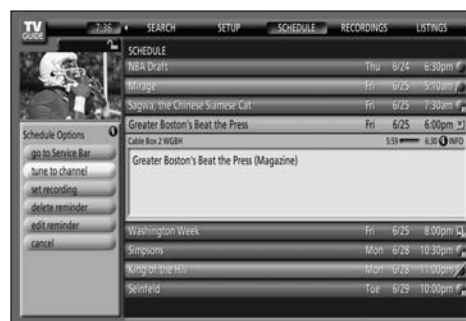 TV GUIDE
7:36 SEARCH SETUP SCHEDULE RECORDINGS LISTINGS
SCHEDULE
NBA Draft Thu 6/24 6:30pm
Mirage Fri 6/25 5:10am
Sagwa, the Chinese Siamese Cat Fri 6/25 7:30am
Greater Boston's Beat the Press Fri 6/25 6:00pm
Cable Box 2 WGBH 5:59 6:30 INFO
Greater Boston's Beat the Press (Magazine)
Washington Week Fri 6/25 8:00pm
Simpsons Mon 6/28 10:30pm
King of the Hill Mon 6/28 11:00pm
Seinfeld Tue 6/29 10:00pm
Schedule Options
go to Service Bar
tune to channel
set recording
delete reminder
edit reminder
cancel